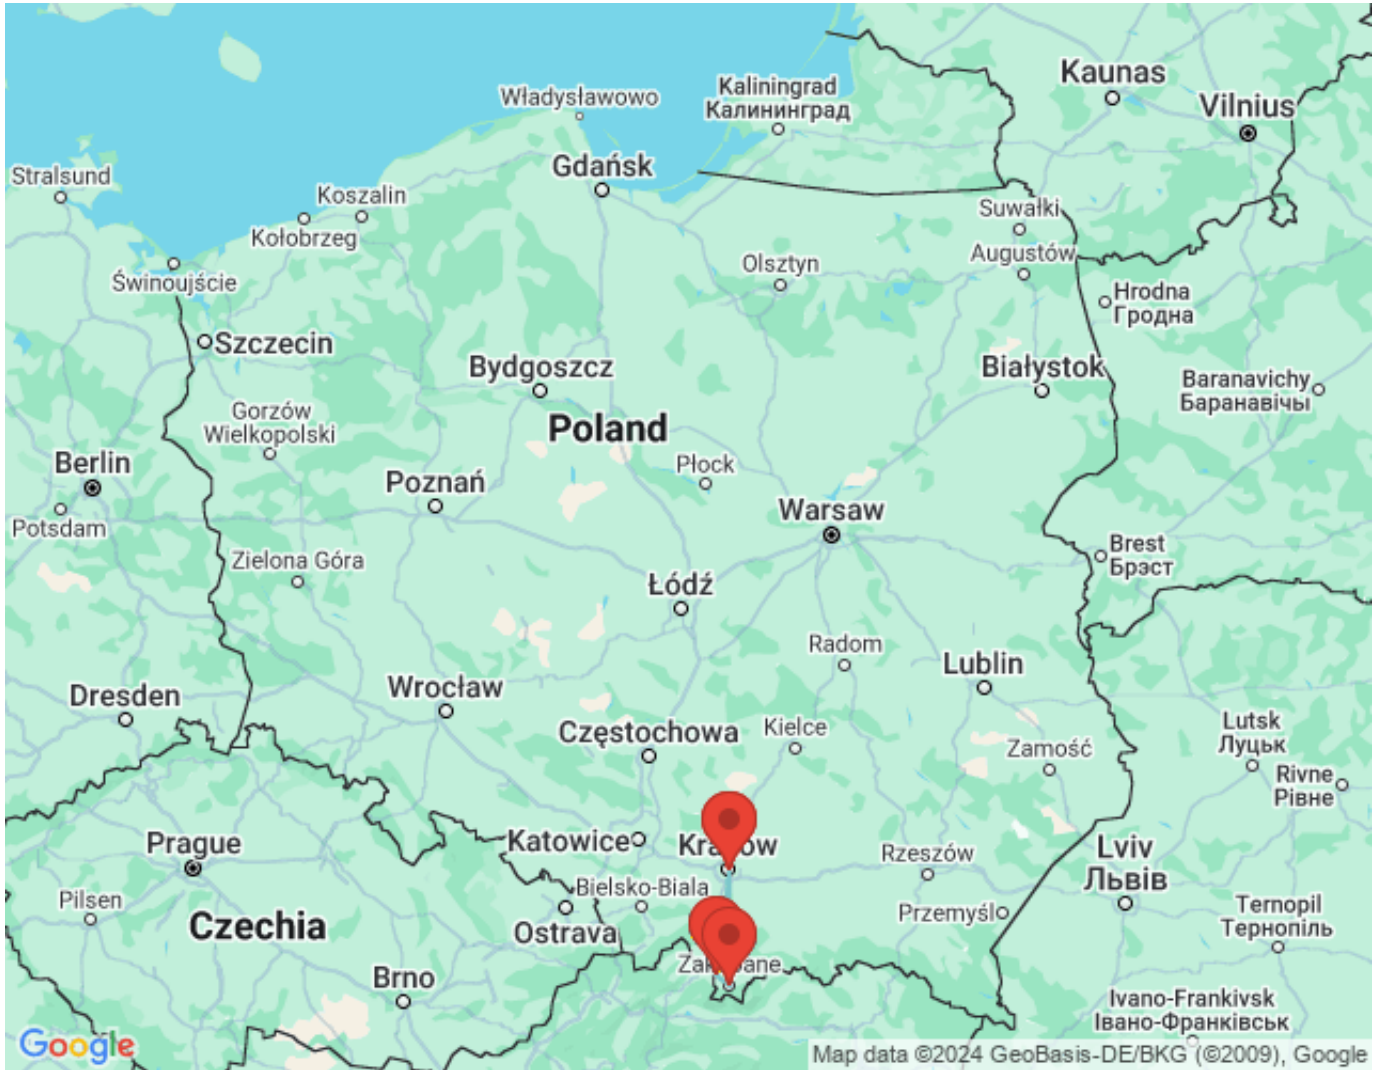 Kaunas
Vilnius
Kaliningrad
Калининград
Władysławowo
Gdańsk
Stralsund
Koszalin
Kołobrzeg
Suwałki
Augustów
Olsztyn
Świnoujście
Hrodna
Гродна
Szczecin
Bydgoszcz
Białystok
Baranavichy
Баранавічы
Gorzów
Wielkopolski
Poland
Berlin
Płock
Poznań
Warsaw
Potsdam
Zielona Góra
Brest
Брэст
Łódź
Radom
Lublin
Wrocław
Dresden
Częstochowa
Kielce
Zamość
Lutsk
Луцьк
Rivne
Рівне
Prague
Katowice
Rzeszów
Lviv
Львів
Pilsen
Bielsko-Biala
Przemyśl
Ternopil
Тернопіль
Czechia
Ostrava
Brno
Ivano-Frankivsk
Івано-Франківськ
Google
Map data ©2024 GeoBasis-DE/BKG (©2009), Google